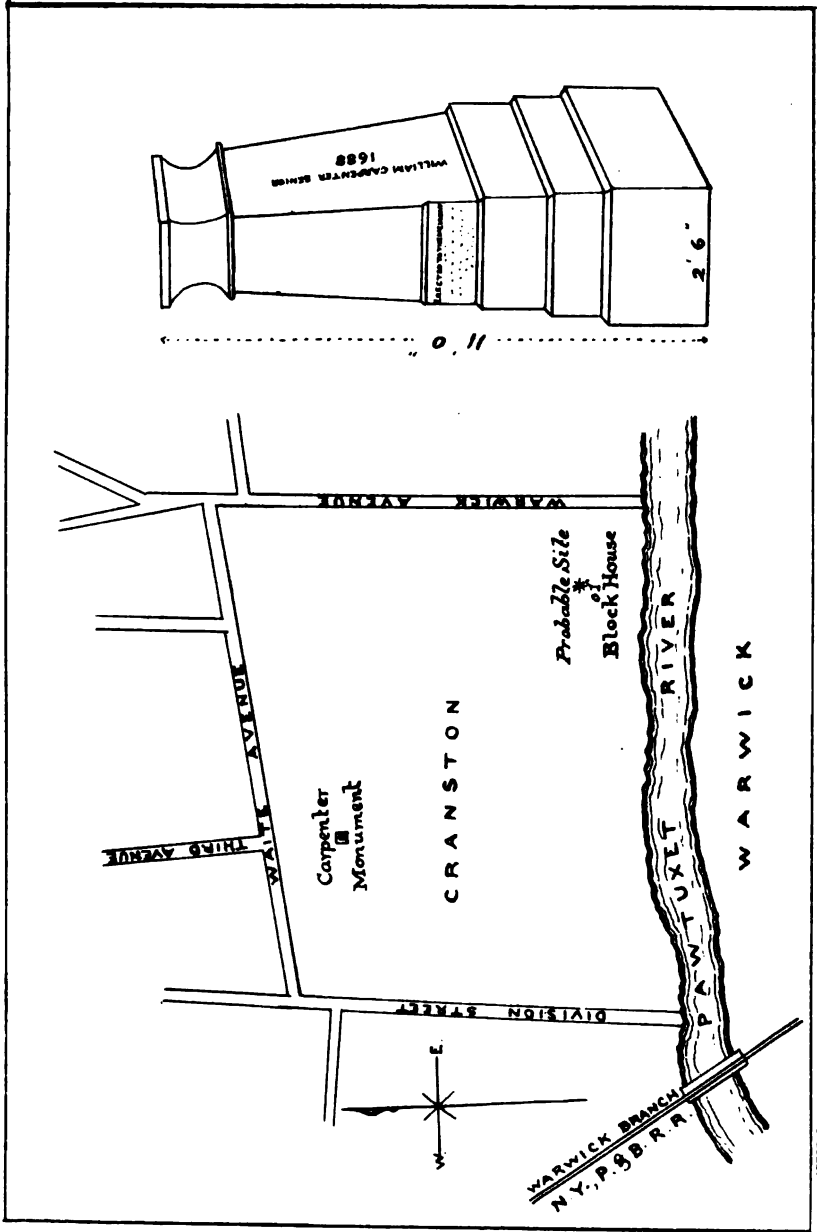 WILLIAM CARPENTER SENIOR
1688
ERECTED
2' 6"
11' 0"
WARWICK AVENUE
Probable Site
of
Block House
WAITE AVENUE
THIRD AVENUE
Carpenter
Monument
CRANSTON
PAWTUXET RIVER
WARWICK
DIVISION STREET
W. E.
WARWICK BRANCH
N.Y., P. & B. R. R.